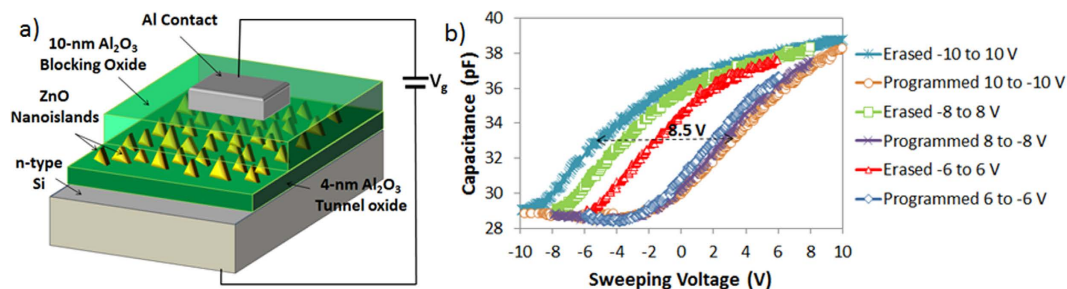 a)
Al Contact
10-nm Al₂O₃
Blocking Oxide
ZnO
Nanoislands
n-type
Si
4-nm Al₂O₃
Tunnel oxide
Vg
b)
Capacitance (pF)
40
38
36
34
32
30
28
8.5 V
-10 -8 -6 -4 -2 0 2 4 6 8 10
Sweeping Voltage (V)
Erased -10 to 10 V
Programmed 10 to -10 V
Erased -8 to 8 V
Programmed 8 to -8 V
Erased -6 to 6 V
Programmed 6 to -6 V